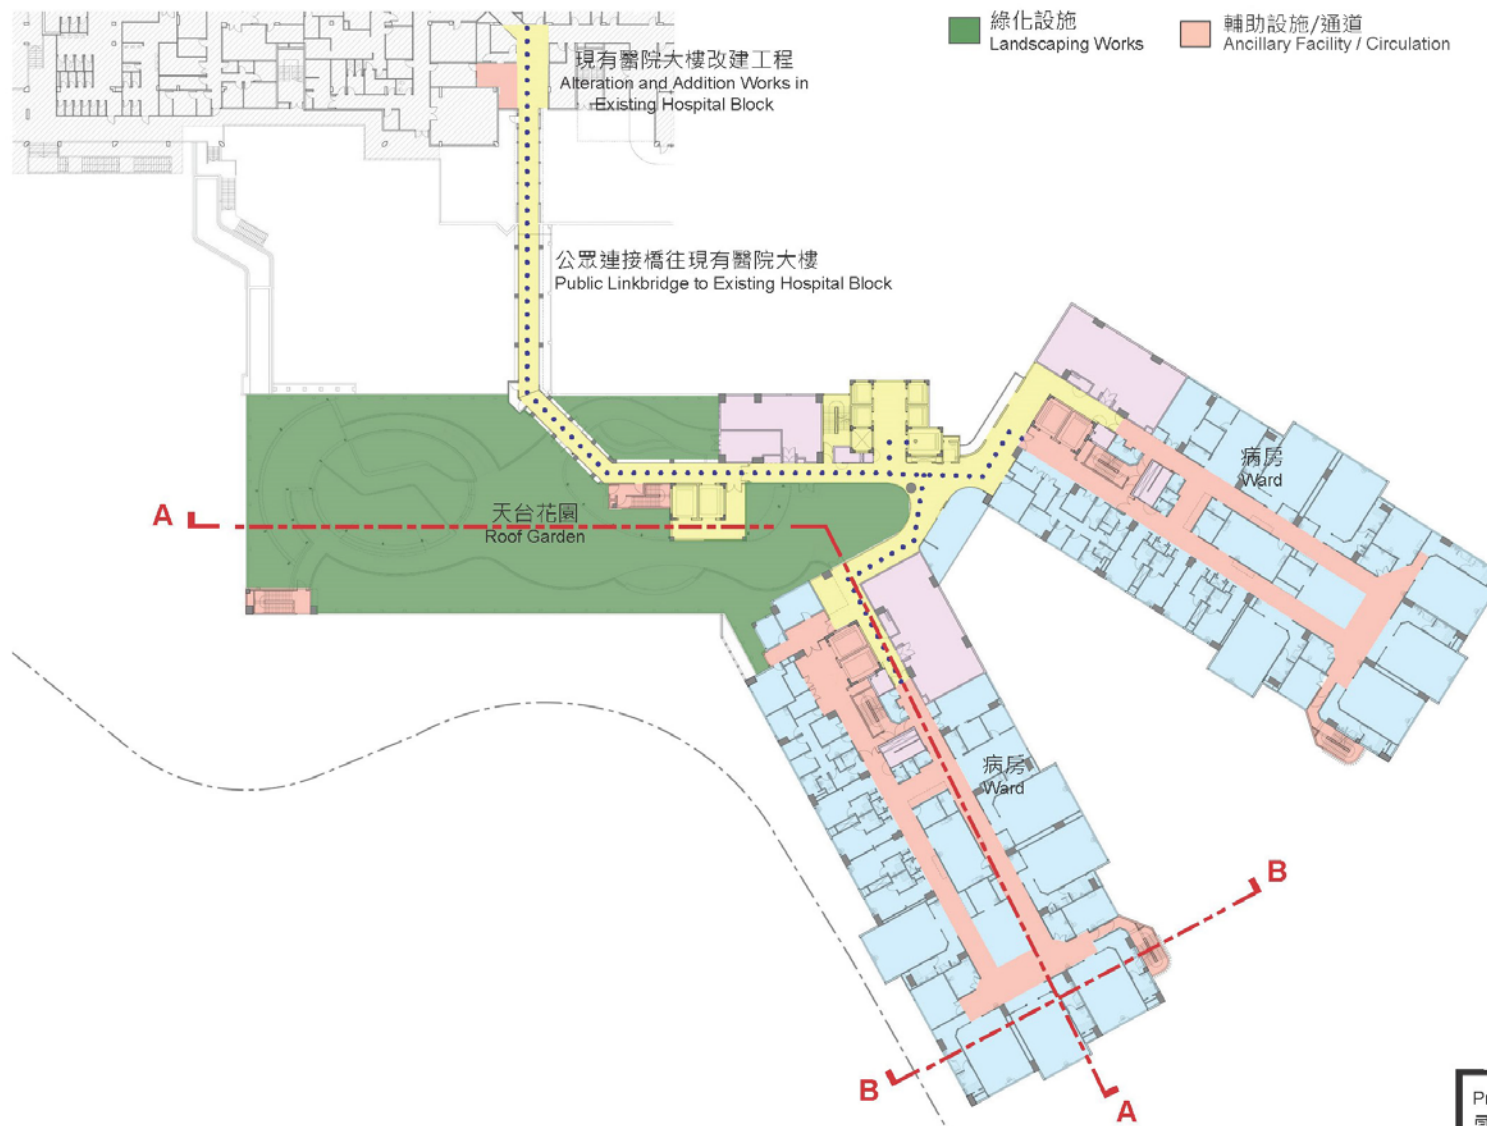 綠化設施
Landscaping Works
輔助設施/通道
Ancillary Facility / Circulation
現有醫院大樓改建工程
Alteration and Addition Works in
Existing Hospital Block
公眾連接橋往現有醫院大樓
Public Linkbridge to Existing Hospital Block
病房
Ward
A
天台花園
Roof Garden
病房
Ward
B
B
A